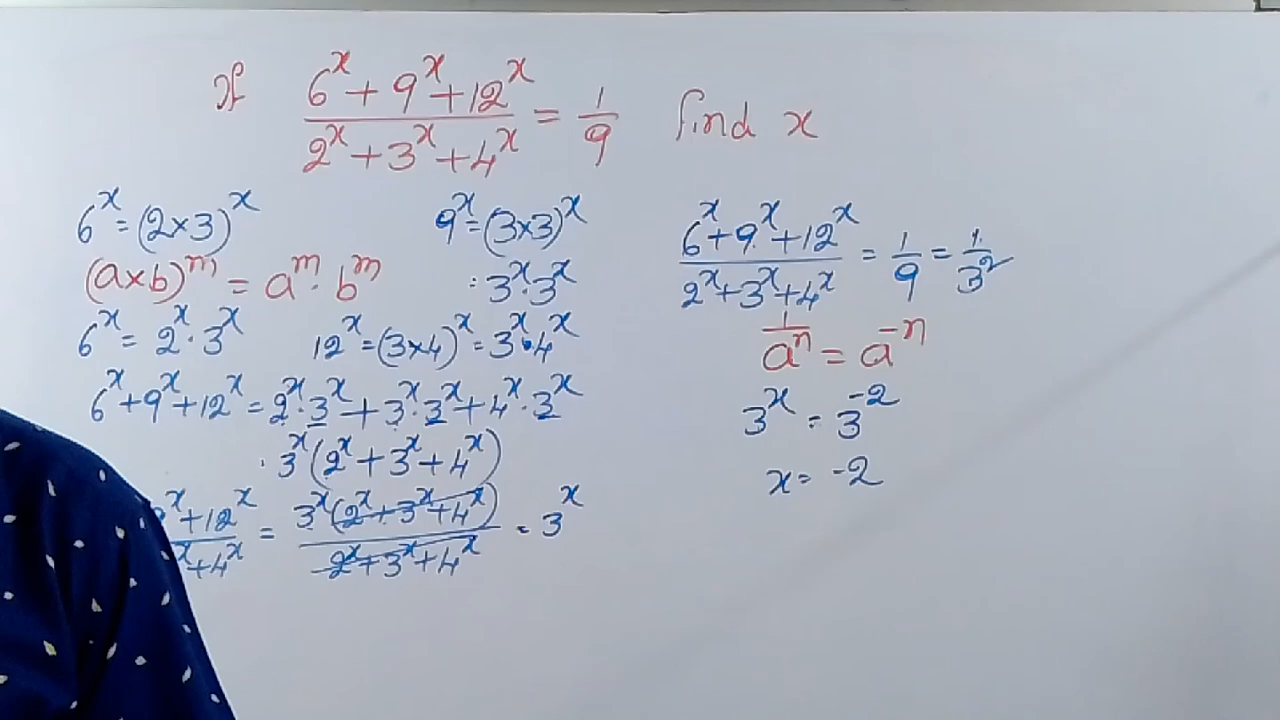 If (6^x + 9^x + 12^x)/(2^x + 3^x + 4^x) = 1/9 find x
6^x = (2×3)^x
(a×b)^m = a^m · b^m
6^x = 2^x · 3^x
9^x = (3×3)^x
= 3^x · 3^x
12^x = (3×4)^x = 3^x · 4^x
6^x + 9^x + 12^x = 2^x · 3^x + 3^x · 3^x + 4^x · 3^x
· 3^x (2^x + 3^x + 4^x)
^x + 12^x / ^x + 4^x = 3^x (2^x + 3^x + 4^x) / 2^x + 3^x + 4^x = 3^x
(6^x + 9^x + 12^x)/(2^x + 3^x + 4^x) = 1/9 = 1/3^2
1/a^n = a^-n
3^x = 3^-2
x = -2